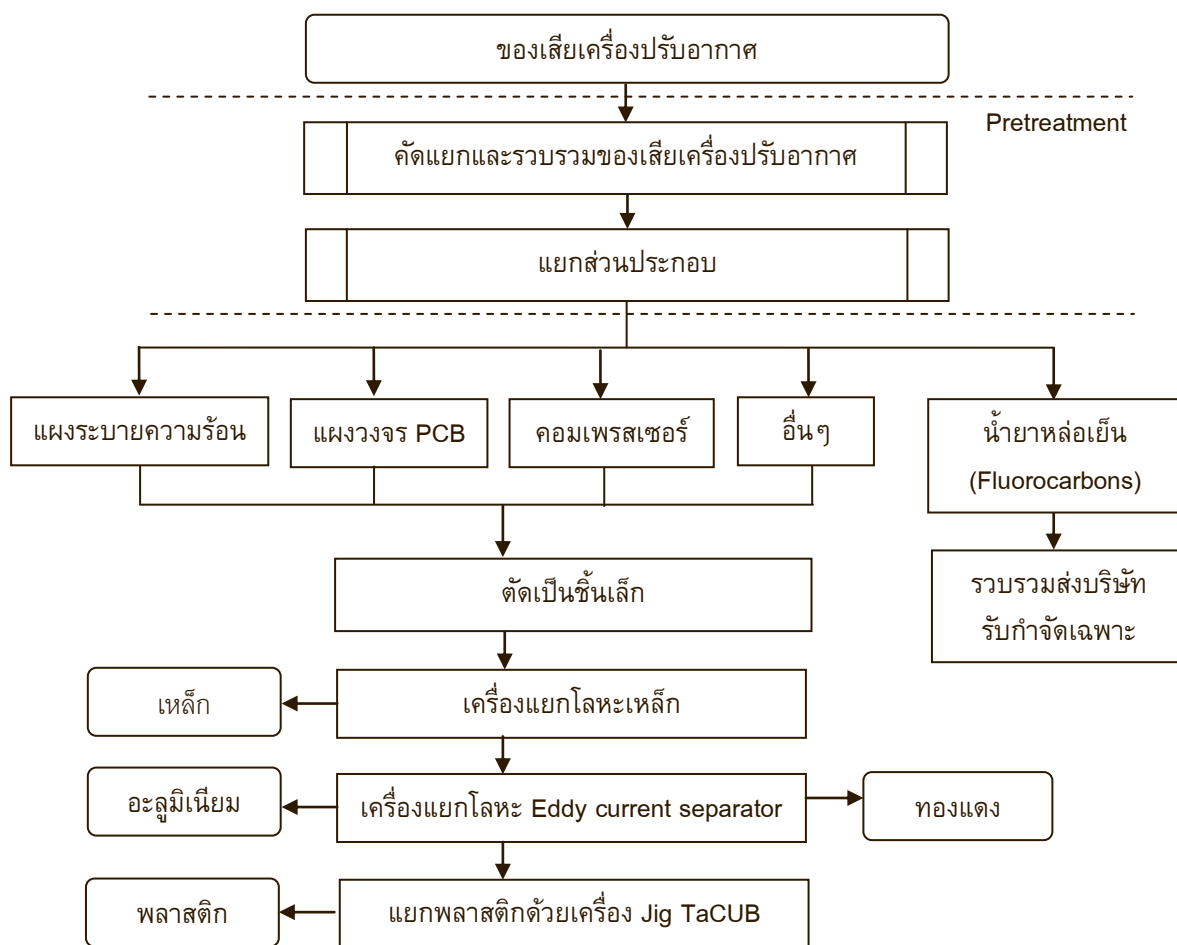 ของเสียเครื่องปรับอากาศ
Pretreatment
คัดแยกและรวบรวมของเสียเครื่องปรับอากาศ
แยกส่วนประกอบ
แผงระบายความร้อน
แผงวงจร PCB
คอมเพรสเซอร์
อื่นๆ
น้ำยาหล่อเย็น
(Fluorocarbons)
รวบรวมส่งบริษัท
รับกำจัดเฉพาะ
ตัดเป็นชิ้นเล็ก
เหล็ก
เครื่องแยกโลหะเหล็ก
อะลูมิเนียม
เครื่องแยกโลหะ Eddy current separator
ทองแดง
พลาสติก
แยกพลาสติกด้วยเครื่อง Jig TaCUB